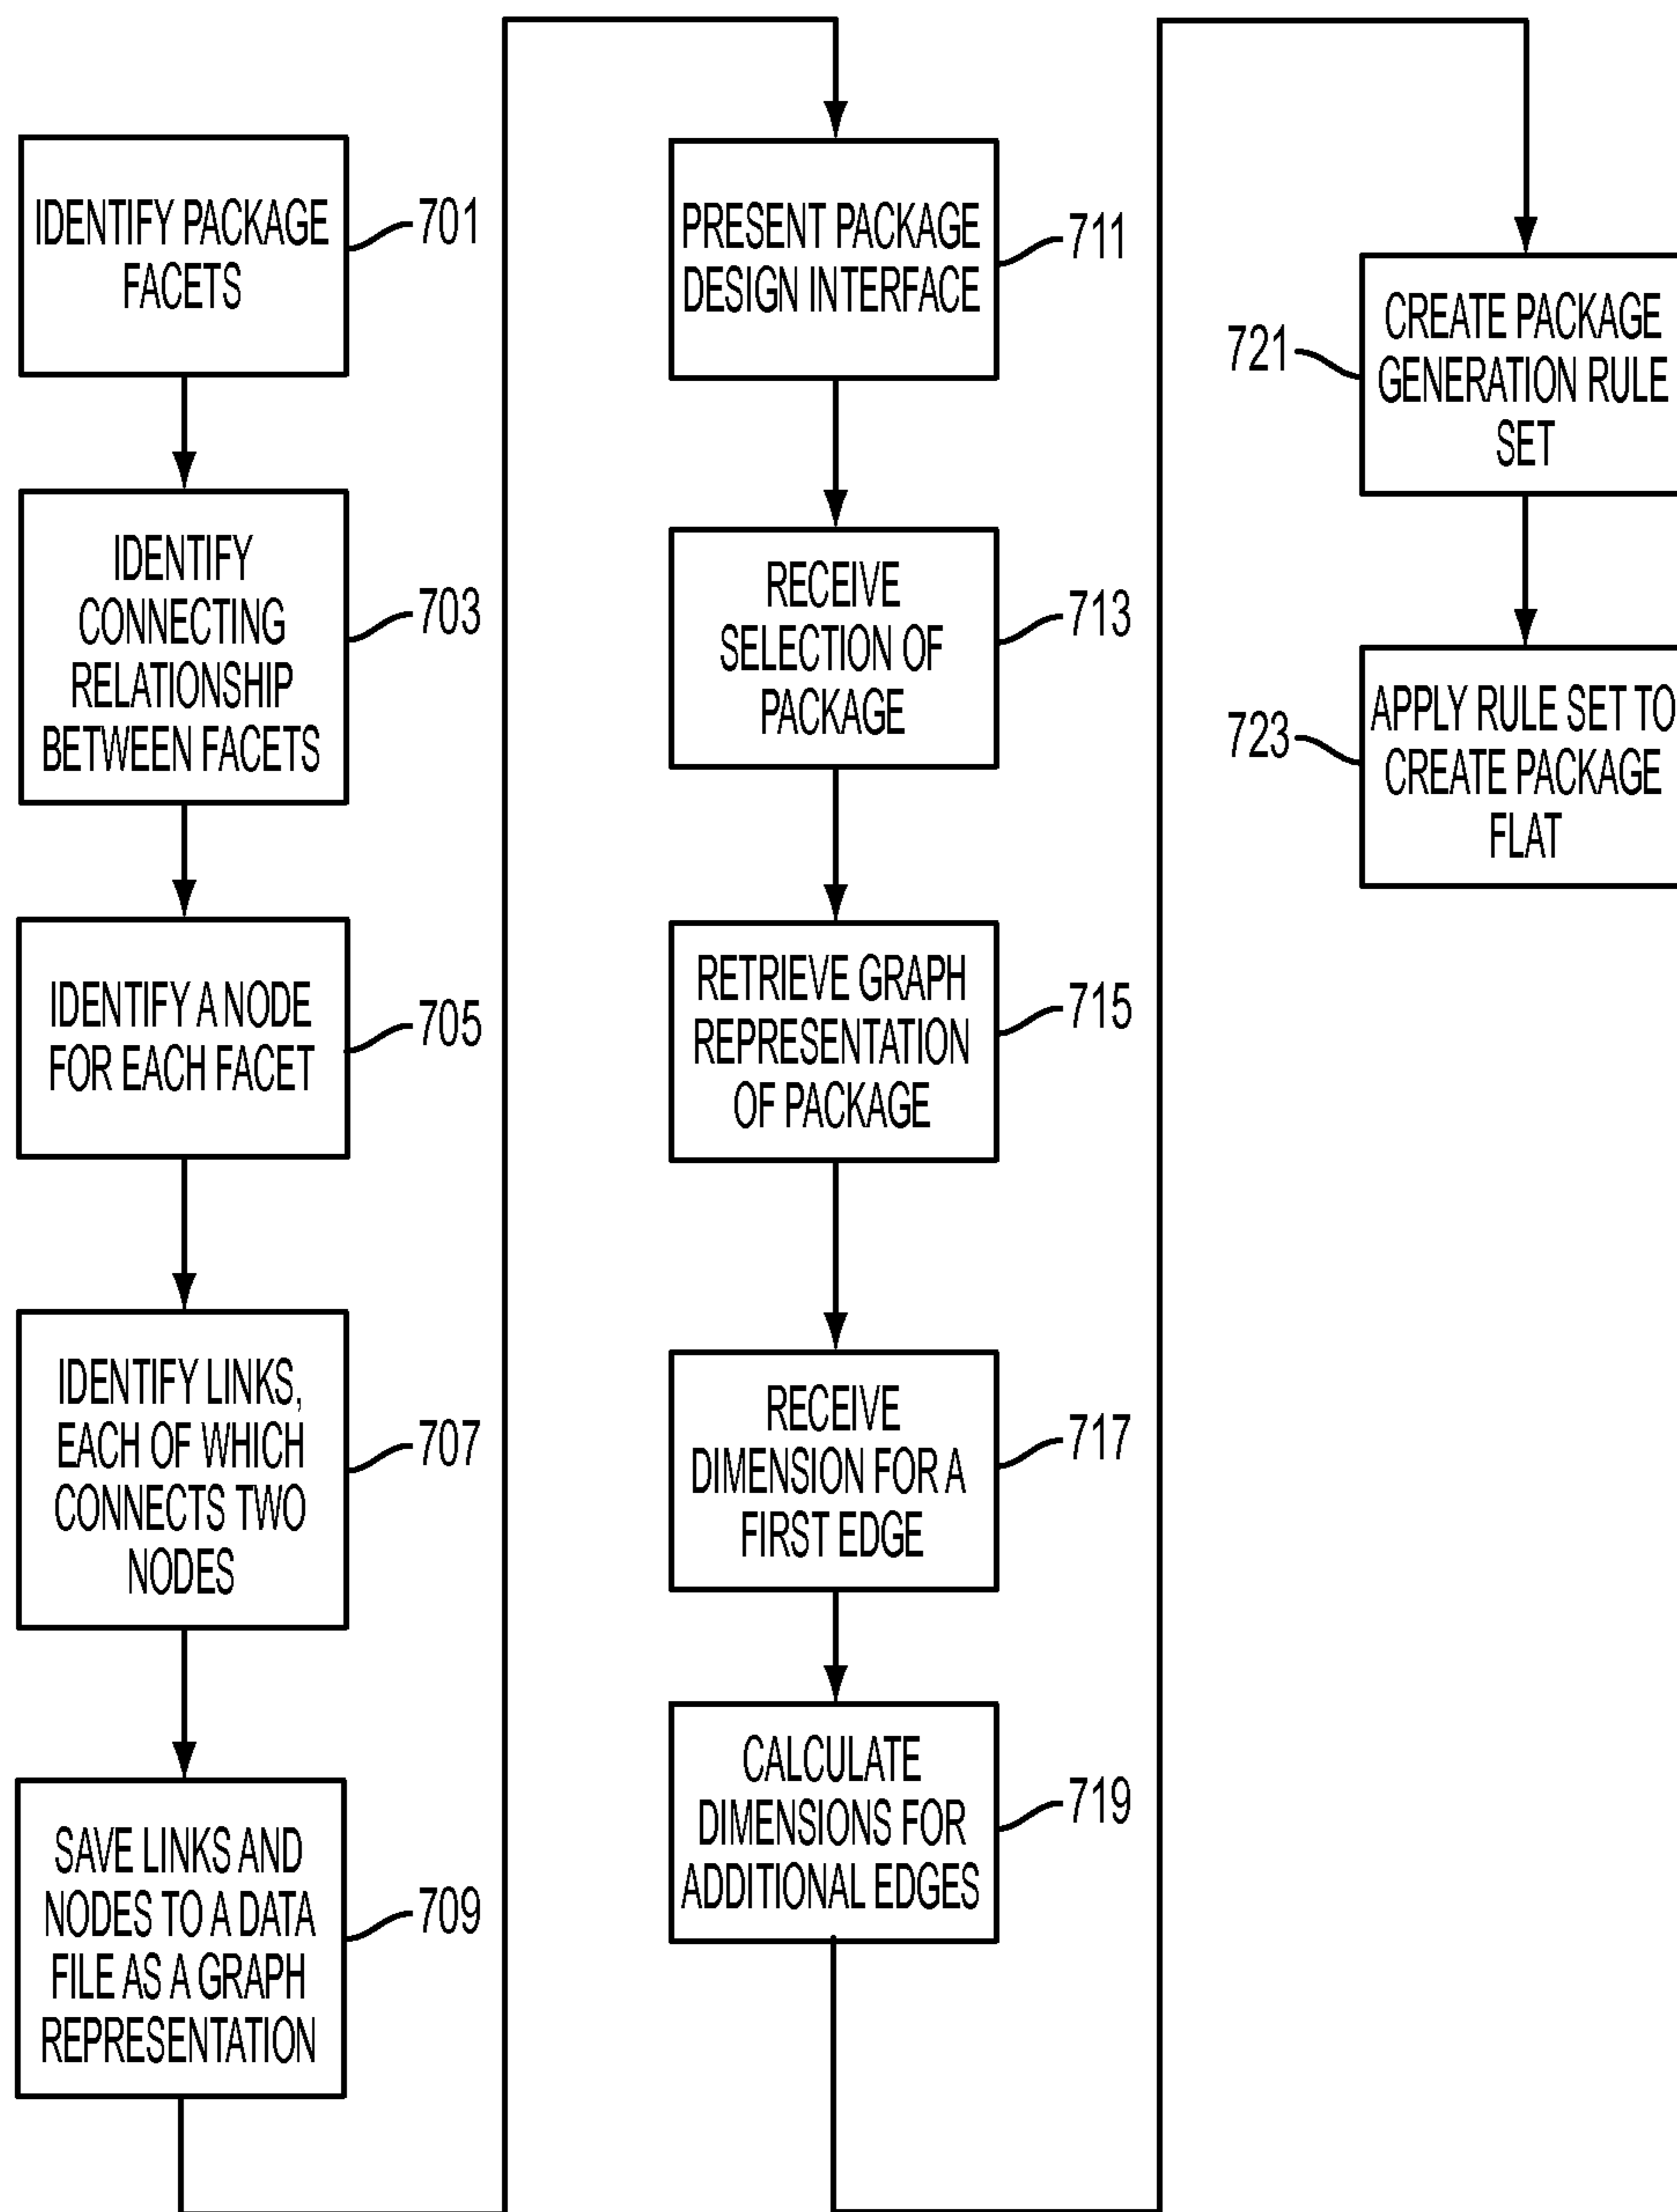 IDENTIFY PACKAGE
FACETS
701
IDENTIFY
CONNECTING
RELATIONSHIP
BETWEEN FACETS
703
IDENTIFY A NODE
FOR EACH FACET
705
IDENTIFY LINKS,
EACH OF WHICH
CONNECTS TWO
NODES
707
SAVE LINKS AND
NODES TO A DATA
FILE AS A GRAPH
REPRESENTATION
709
PRESENT PACKAGE
DESIGN INTERFACE
711
RECEIVE
SELECTION OF
PACKAGE
713
RETRIEVE GRAPH
REPRESENTATION
OF PACKAGE
715
RECEIVE
DIMENSION FOR A
FIRST EDGE
717
CALCULATE
DIMENSIONS FOR
ADDITIONAL EDGES
719
CREATE PACKAGE
GENERATION RULE
SET
721
APPLY RULE SET TO
CREATE PACKAGE
FLAT
723